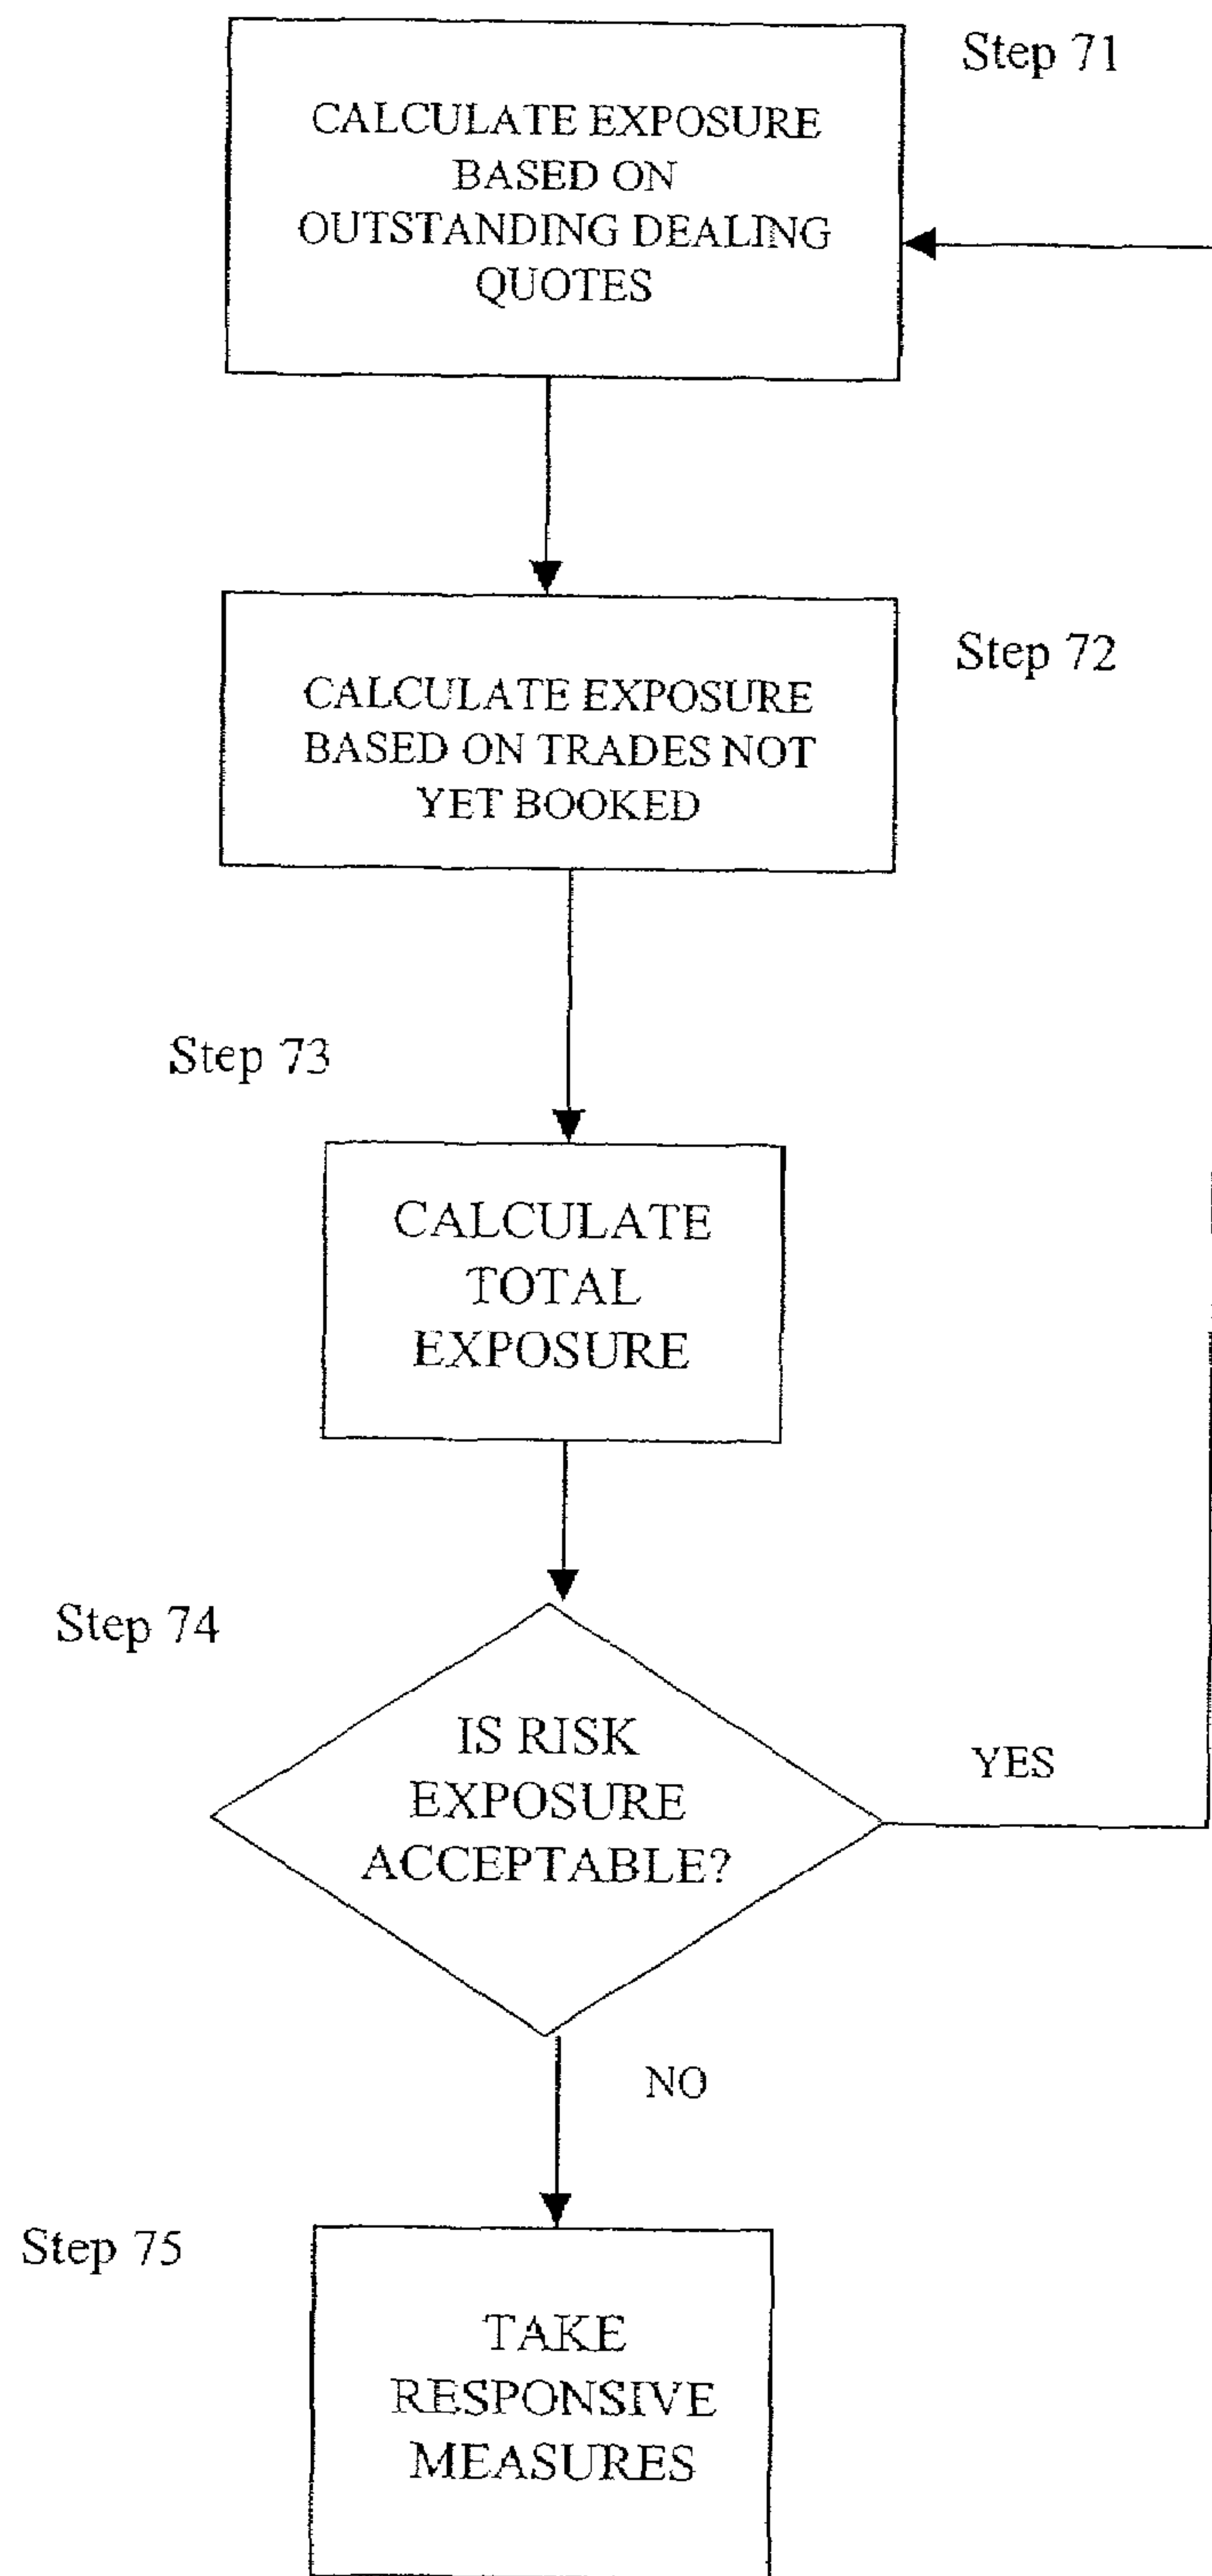 Step 71
CALCULATE EXPOSURE
BASED ON
OUTSTANDING DEALING
QUOTES
Step 72
CALCULATE EXPOSURE
BASED ON TRADES NOT
YET BOOKED
Step 73
CALCULATE
TOTAL
EXPOSURE
Step 74
IS RISK
EXPOSURE
ACCEPTABLE?
YES
NO
Step 75
TAKE
RESPONSIVE
MEASURES